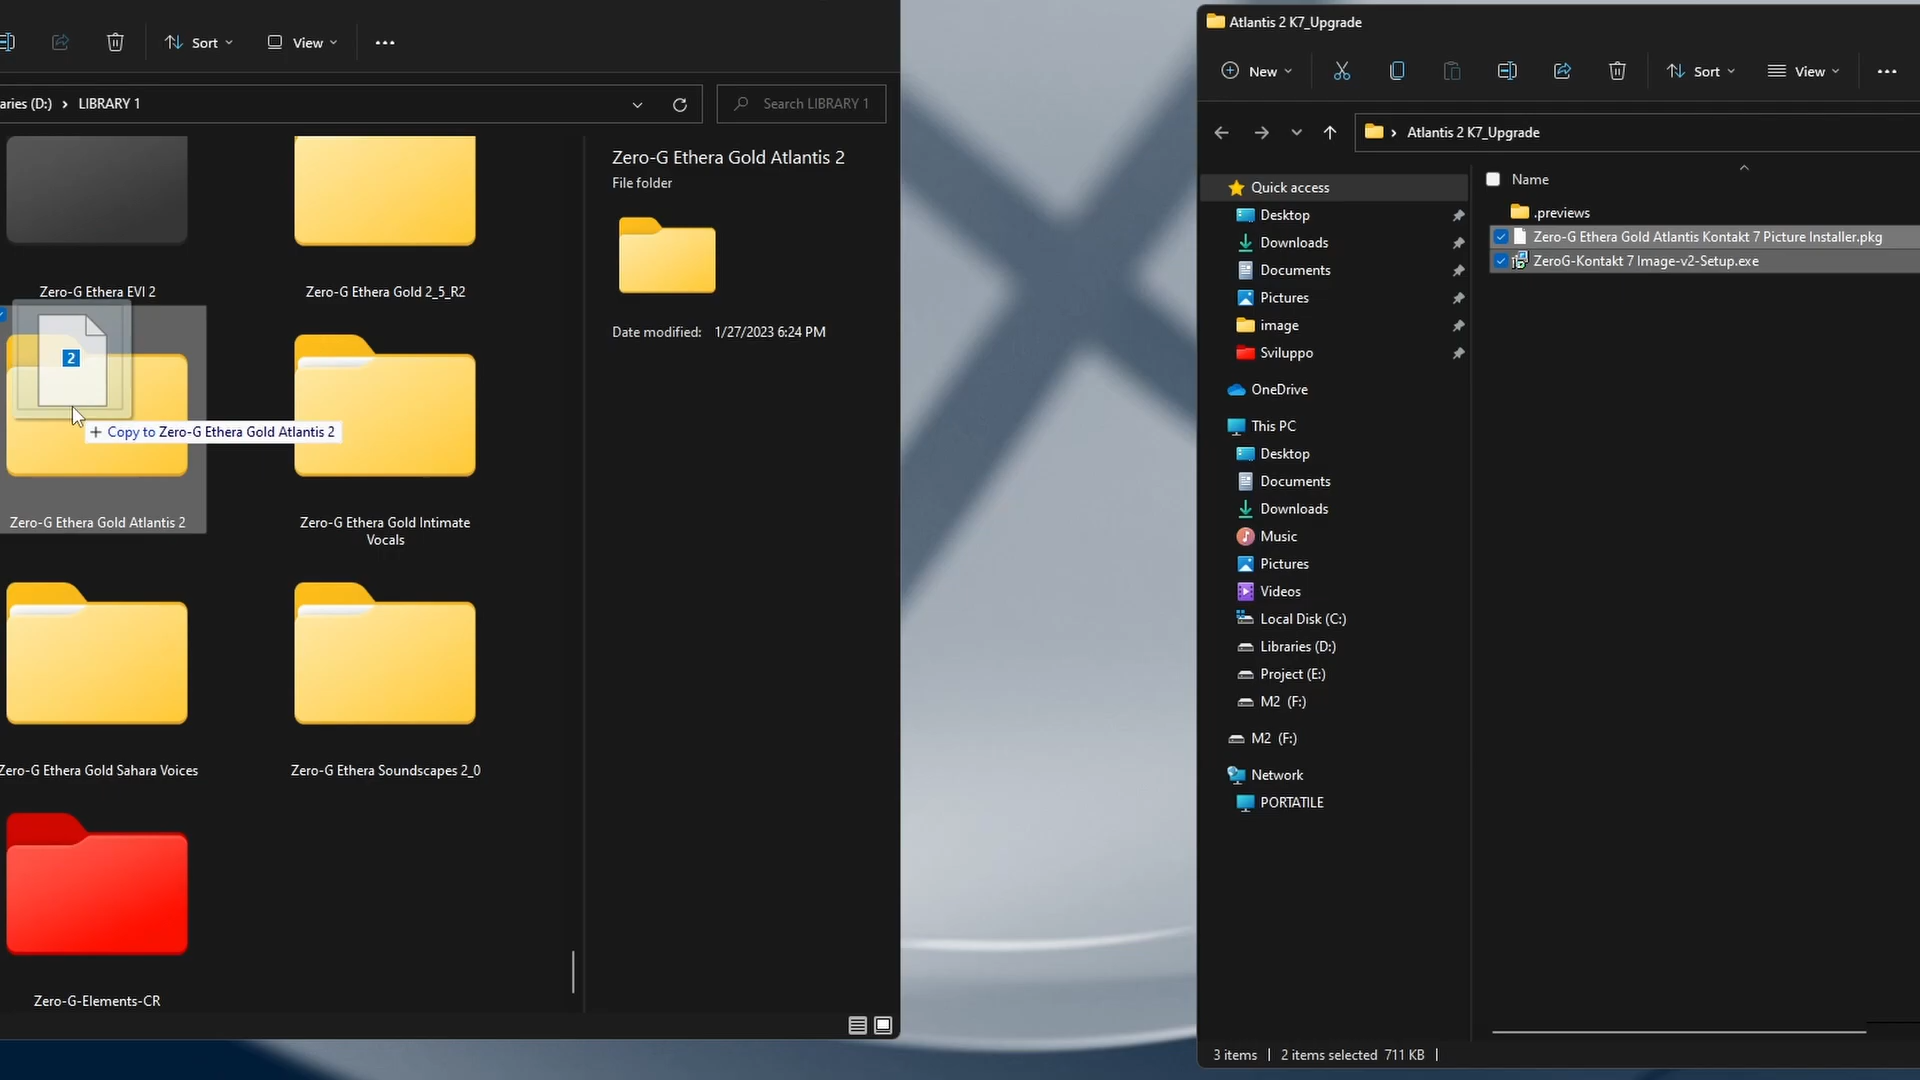 Sort
View
aries (D:) › LIBRARY 1
Search LIBRARY 1
Zero-G Ethera EVI 2
Zero-G Ethera Gold 2_5_R2
2
+ Copy to Zero-G Ethera Gold Atlantis 2
Zero-G Ethera Gold Atlantis 2
Zero-G Ethera Gold Intimate
Vocals
Zero-G Ethera Gold Sahara Voices
Zero-G Ethera Soundscapes 2_0
Zero-G-Elements-CR
Zero-G Ethera Gold Atlantis 2
File folder
Date modified: 1/27/2023 6:24 PM
Atlantis 2 K7_Upgrade
New
Sort
View
› Atlantis 2 K7_Upgrade
Quick access
Desktop
Downloads
Documents
Pictures
image
Sviluppo
OneDrive
This PC
Desktop
Documents
Downloads
Music
Pictures
Videos
Local Disk (C:)
Libraries (D:)
Project (E:)
M2 (F:)
M2 (F:)
Network
PORTATILE
Name
.previews
Zero-G Ethera Gold Atlantis Kontakt 7 Picture Installer.pkg
ZeroG-Kontakt 7 Image-v2-Setup.exe
3 items | 2 items selected 711 KB |